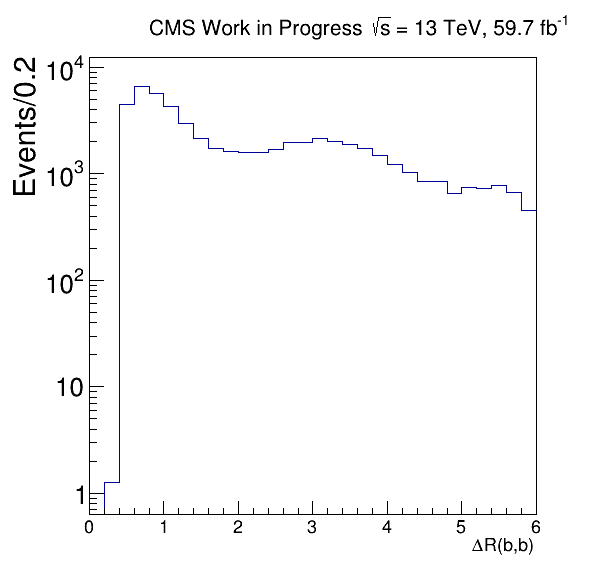 CMS Work in Progress √s = 13 TeV, 59.7 fb⁻¹
Events/0.2
10⁴
10³
10²
10
1
0 1 2 3 4 5 6
ΔR(b,b)